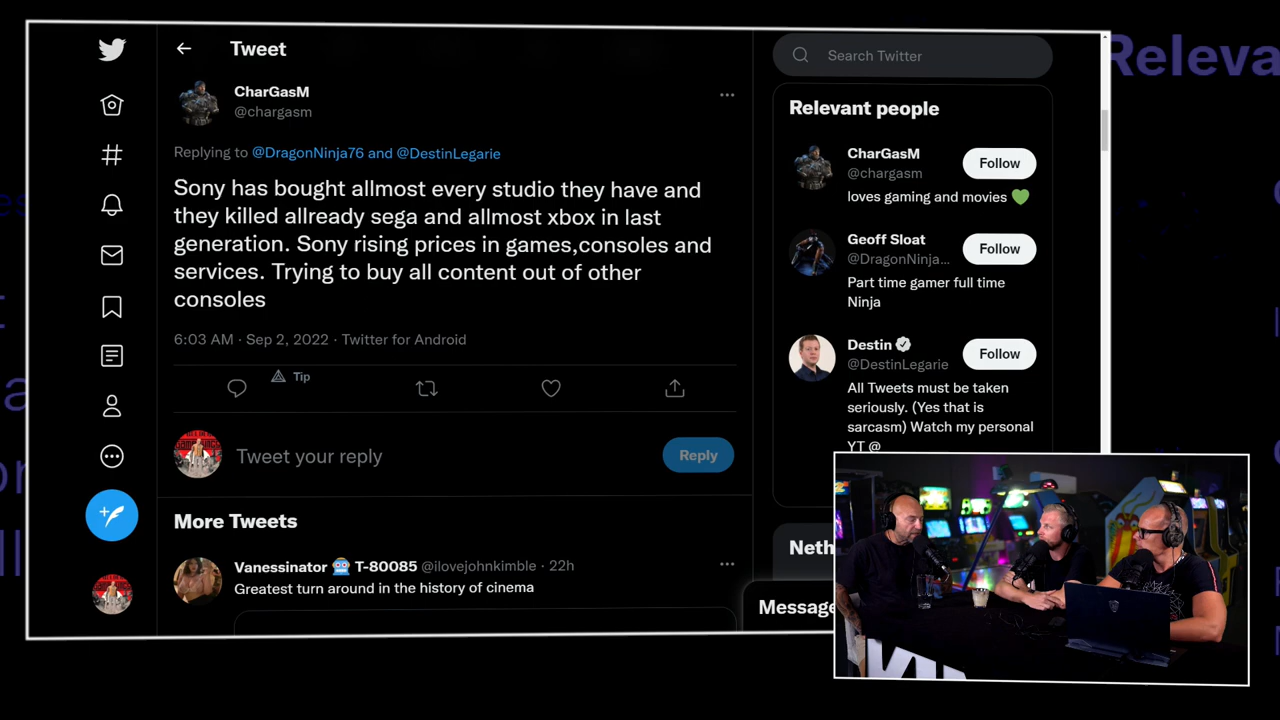 Tweet
CharGasM
@chargasm
Replying to @DragonNinja76 and @DestinLegarie
Sony has bought allmost every studio they have and
they killed allready sega and allmost xbox in last
generation. Sony rising prices in games,consoles and
services. Trying to buy all content out of other
consoles
6:03 AM · Sep 2, 2022 · Twitter for Android
Tip
Tweet your reply
Reply
More Tweets
Vanessinator T-80085 @ilovejohnkimble · 22h
Greatest turn around in the history of cinema
Search Twitter
Relevant people
CharGasM
@chargasm
Follow
loves gaming and movies
Geoff Sloat
@DragonNinja...
Follow
Part time gamer full time
Ninja
Destin
@DestinLegarie
Follow
All Tweets must be taken
seriously. (Yes that is
sarcasm) Watch my personal
YT @
Neth
Message
Releva